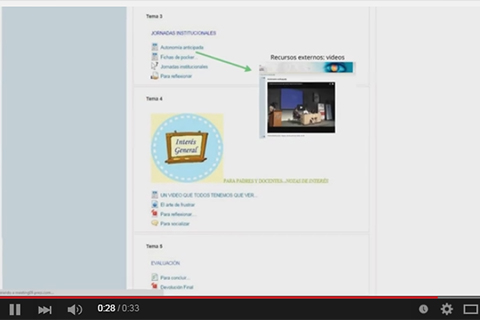 Tema 3
JORNADAS INSTITUCIONALES
Autonomía anticipada
Fichas de pocker
Jornadas institucionales
Para reflexionar
Recursos externos: videos
Tema 4
Interés
General
PARA PADRES Y DOCENTES...NOTAS DE INTERÉS
UN VIDEO QUE TODOS TENEMOS QUE VER...
El arte de frustrar
Para reflexionar...
Para socializar
Tema 5
EVALUACIÓN
Para concluir...
Devolución Final
0:28 / 0:33